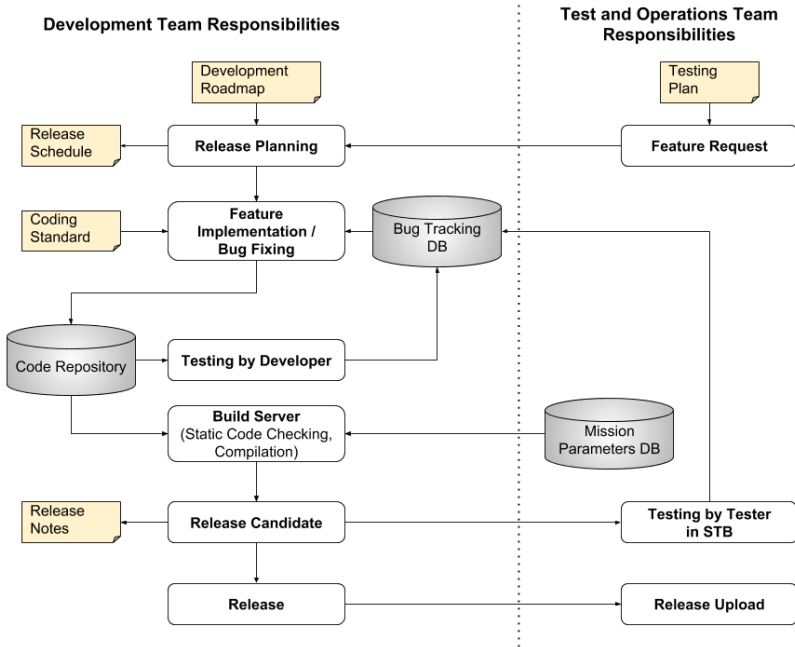 Development Team Responsibilities
Test and Operations Team
Responsibilities
Development
Roadmap
Testing
Plan
Release
Schedule
Release Planning
Feature Request
Coding
Standard
Feature
Implementation /
Bug Fixing
Bug Tracking
DB
Code Repository
Testing by Developer
Build Server
(Static Code Checking,
Compilation)
Mission
Parameters DB
Release
Notes
Release Candidate
Testing by Tester
in STB
Release
Release Upload